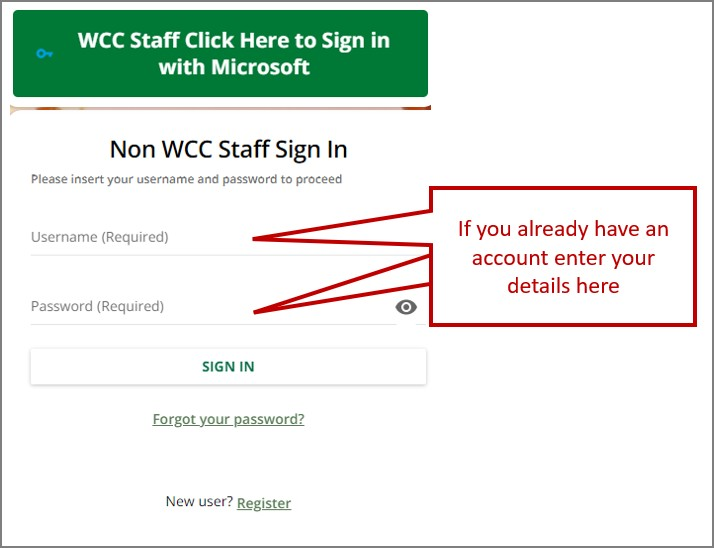 WCC Staff Click Here to Sign in
with Microsoft
Non WCC Staff Sign In
Please insert your username and password to proceed
Username (Required)
Password (Required)
If you already have an
account enter your
details here
SIGN IN
Forgot your password?
New user? Register